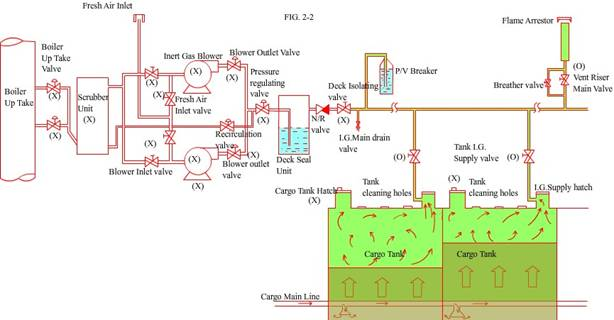 Fresh Air Inlet
FIG. 2-2
Flame Arrestor
Boiler
Up Take
Valve
Inert Gas Blower
Blower Outlet Valve
(X)
(X)
(X)
P/V Breaker
(O)
Vent Riser
Main Valve
Breather valve
Boiler
Up Take
Scrubber
Unit
(X)
Pressure
regulating
valve
Deck Isolating
valve
Fresh Air
Inlet valve
(X)
(X)
(X)
(X)
N/R
valve
(X)
Recirculation
valve
I.G.Main drain
valve
Tank I.G.
Supply valve
(O)
(O)
(X)
(X)
Blower Inlet valve
Blower outlet
valve
(X)
Deck Seal
Unit
Cargo Tank Hatch
(X)
Tank
cleaning holes
(X)
Tank
cleaning holes
I.G.Supply hatch
Cargo Tank
Cargo Tank
Cargo Main Line